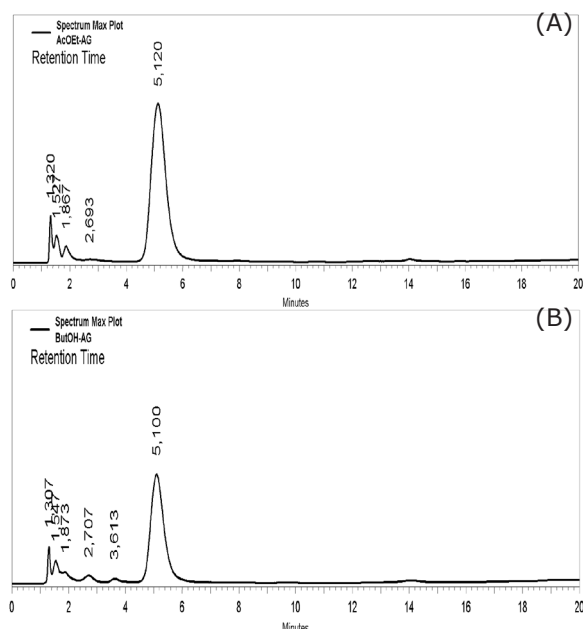 (A)
Spectrum Max Plot
AcOEt-AG
Retention Time
1,320
1,527
1,867
2,693
5,120
0 2 4 6 8 10 12 14 16 18 20
Minutes
(B)
Spectrum Max Plot
ButOH-AG
Retention Time
1,307
1,547
1,873
2,707
3,613
5,100
0 2 4 6 8 10 12 14 16 18 20
Minutes